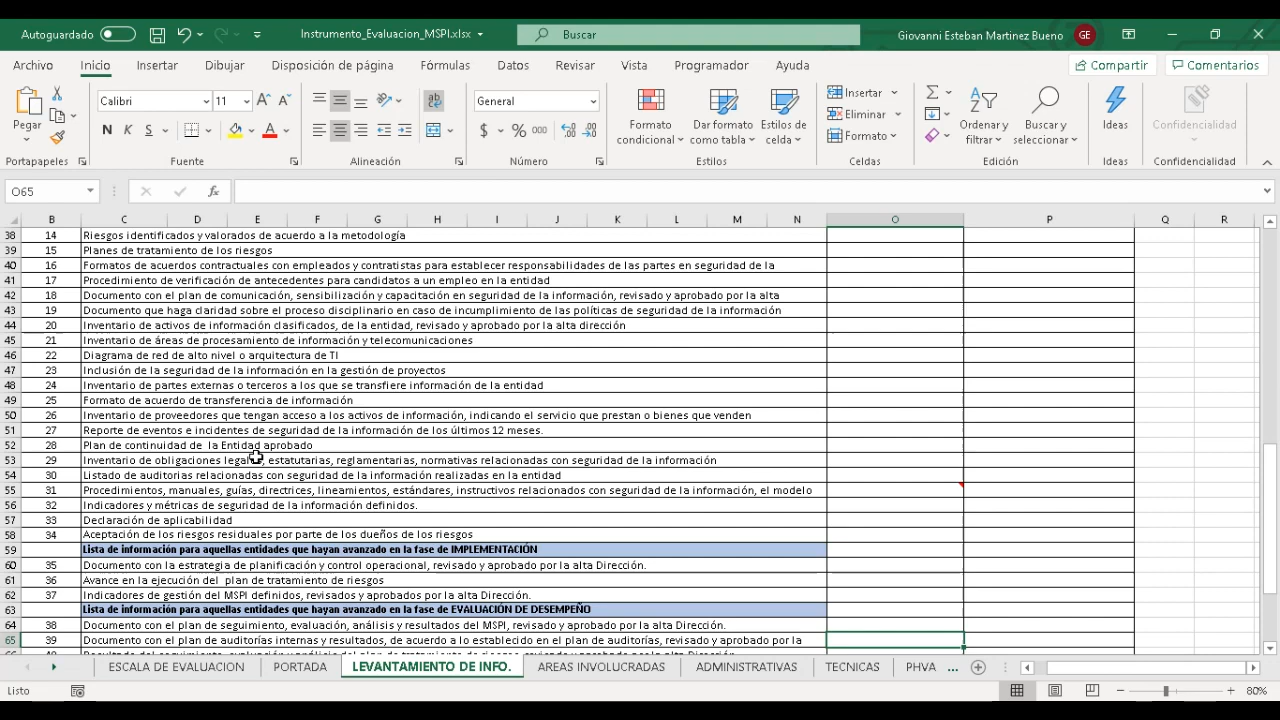 Autoguardado
Instrumento_Evaluacion_MSPI.xlsx
Buscar
Giovanni Esteban Martinez Bueno GE
Archivo Inicio Insertar Dibujar Disposición de página Fórmulas Datos Revisar Vista Programador Ayuda Compartir Comentarios
Pegar
Calibri 11
N K S
General
$ % 000
Formato condicional
Dar formato como tabla
Estilos de celda
Insertar
Eliminar
Formato
Ordenar y filtrar
Buscar y seleccionar
Ideas
Confidencialidad
Portapapeles Fuente Alineación Número Estilos Celdas Edición Ideas Confidencialidad
O65 fx
B C D E F G H I J K L M N O P Q R
38 14 Riesgos identificados y valorados de acuerdo a la metodología
39 15 Planes de tratamiento de los riesgos
40 16 Formatos de acuerdos contractuales con empleados y contratistas para establecer responsabilidades de las partes en seguridad de la
41 17 Procedimiento de verificación de antecedentes para candidatos a un empleo en la entidad
42 18 Documento con el plan de comunicación, sensibilización y capacitación en seguridad de la información, revisado y aprobado por la alta
43 19 Documento que haga claridad sobre el proceso disciplinario en caso de incumplimiento de las políticas de seguridad de la información
44 20 Inventario de activos de información clasificados, de la entidad, revisado y aprobado por la alta dirección
45 21 Inventario de áreas de procesamiento de información y telecomunicaciones
46 22 Diagrama de red de alto nivel o arquitectura de TI
47 23 Inclusión de la seguridad de la información en la gestión de proyectos
48 24 Inventario de partes externas o terceros a los que se transfiere información de la entidad
49 25 Formato de acuerdo de transferencia de información
50 26 Inventario de proveedores que tengan acceso a los activos de información, indicando el servicio que prestan o bienes que venden
51 27 Reporte de eventos e incidentes de seguridad de la información de los últimos 12 meses.
52 28 Plan de continuidad de la Entidad aprobado
53 29 Inventario de obligaciones legales, estatutarias, reglamentarias, normativas relacionadas con seguridad de la información
54 30 Listado de auditorias relacionadas con seguridad de la información realizadas en la entidad
55 31 Procedimientos, manuales, guías, directrices, lineamientos, estándares, instructivos relacionados con seguridad de la información, el modelo
56 32 Indicadores y métricas de seguridad de la información definidos.
57 33 Declaración de aplicabilidad
58 34 Aceptación de los riesgos residuales por parte de los dueños de los riesgos
59 Lista de información para aquellas entidades que hayan avanzado en la fase de IMPLEMENTACIÓN
60 35 Documento con la estrategia de planificación y control operacional, revisado y aprobado por la alta Dirección.
61 36 Avance en la ejecución del plan de tratamiento de riesgos
62 37 Indicadores de gestión del MSPI definidos, revisados y aprobados por la alta Dirección.
63 Lista de información para aquellas entidades que hayan avanzado en la fase de EVALUACIÓN DE DESEMPEÑO
64 38 Documento con el plan de seguimiento, evaluación, análisis y resultados del MSPI, revisado y aprobado por la alta Dirección.
65 39 Documento con el plan de auditorías internas y resultados, de acuerdo a lo establecido en el plan de auditorías, revisado y aprobado por la
ESCALA DE EVALUACION PORTADA LEVANTAMIENTO DE INFO. AREAS INVOLUCRADAS ADMINISTRATIVAS TECNICAS PHVA ...
Listo 80%